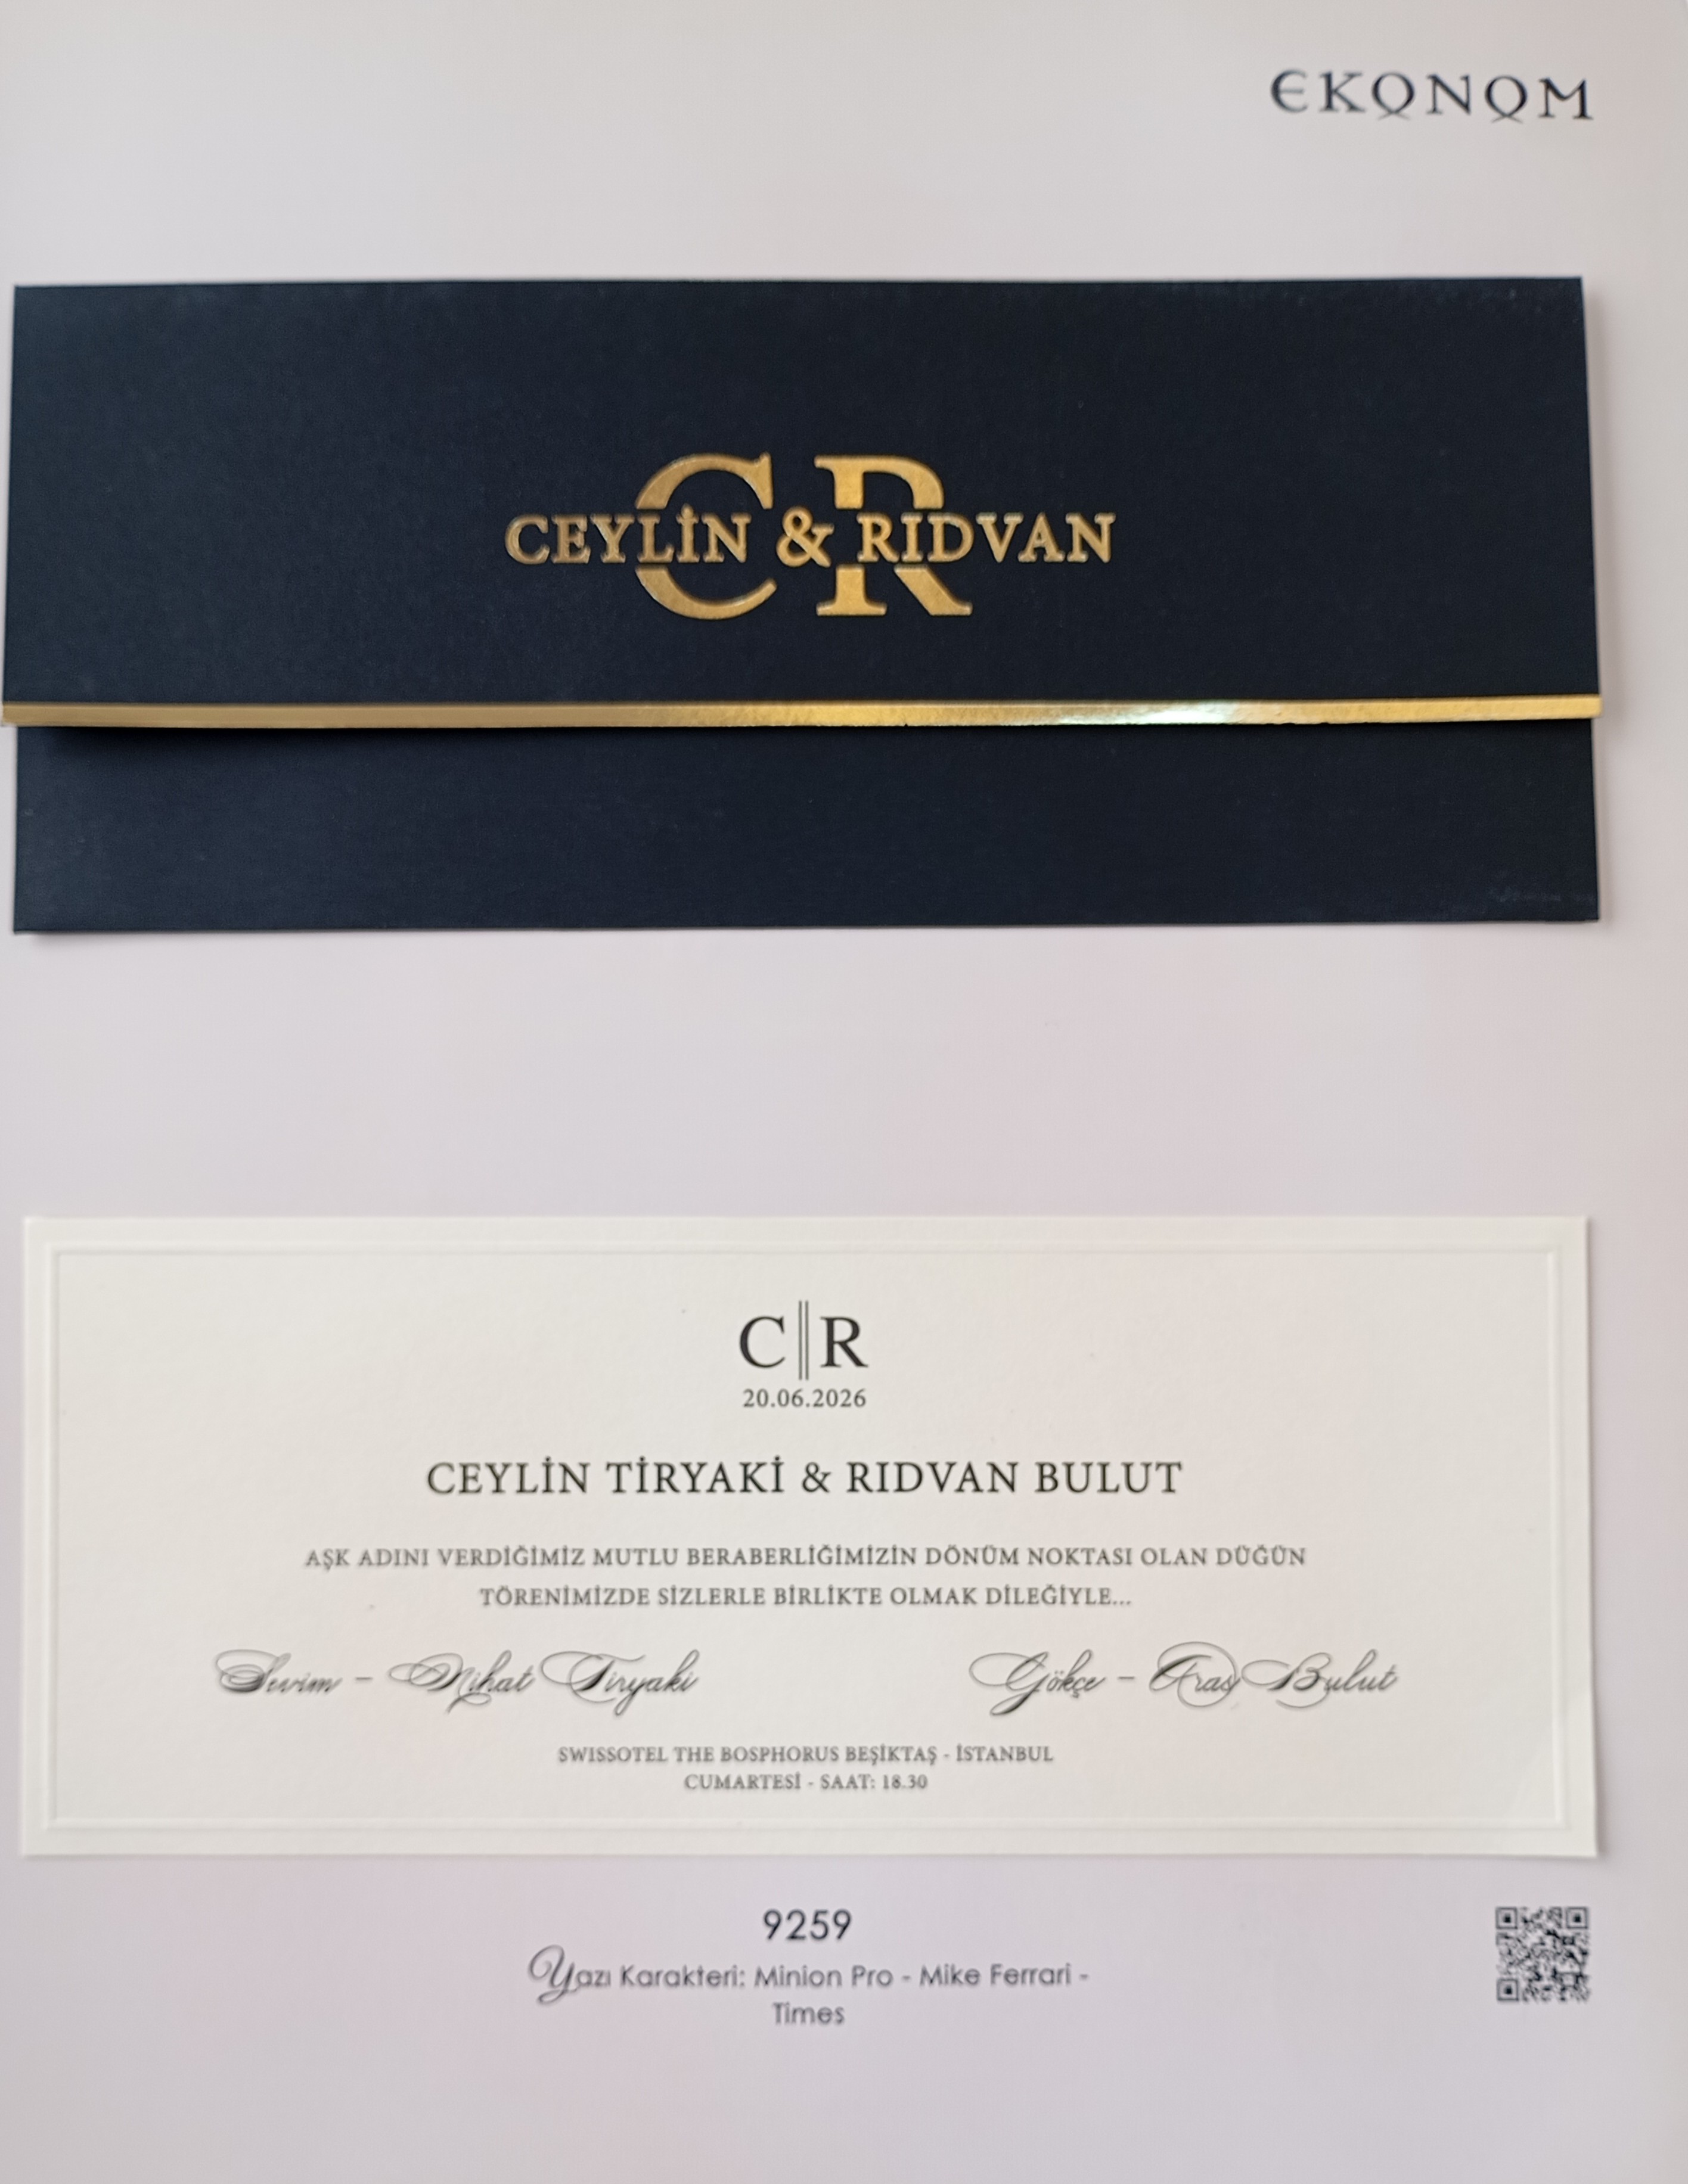 EKONOM
CR
CEYLİN & RIDVAN
C R
20.06.2026
CEYLİN TİRYAKİ & RIDVAN BULUT
AŞK ADINI VERDİĞİMİZ MUTLU BERABERLİĞİMİZİN DÖNÜM NOKTASI OLAN DÜĞÜN
TÖRENİMİZDE SİZLERLE BİRLİKTE OLMAK DİLEĞİYLE...
Sevim - Nihat Tiryaki Gökçe - Aras Bulut
SWISSOTEL THE BOSPHORUS BEŞİKTAŞ - İSTANBUL
CUMARTESİ - SAAT: 18.30
9259
Yazı Karakteri: Minion Pro - Mike Ferrari -
Times